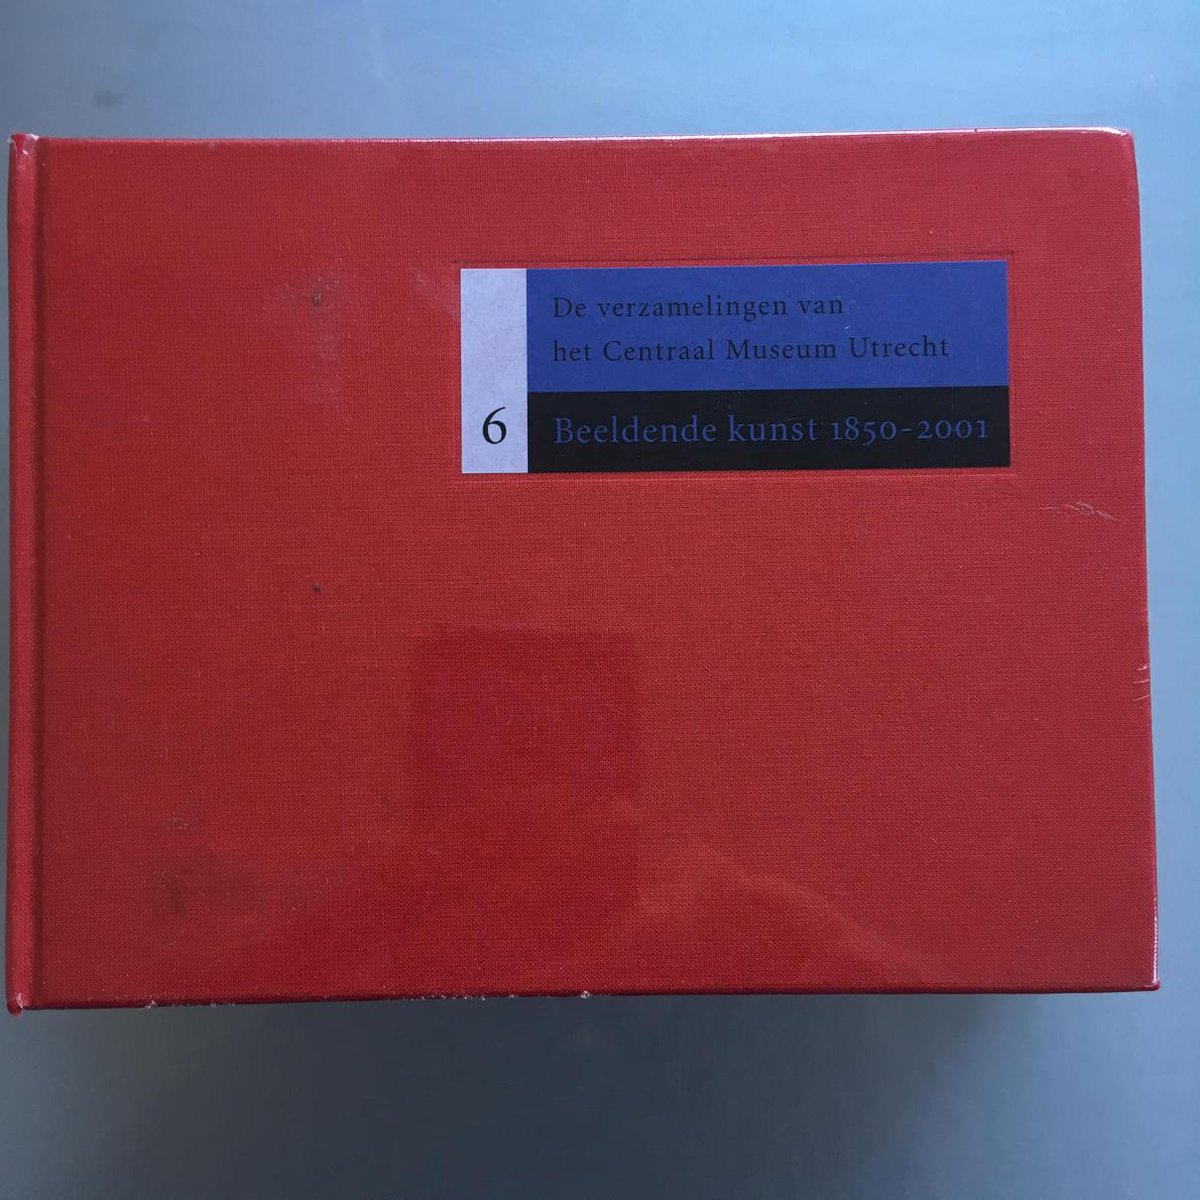 De verzamelingen van
het Centraal Museum Utrecht
6
Beeldende kunst 1850-2001